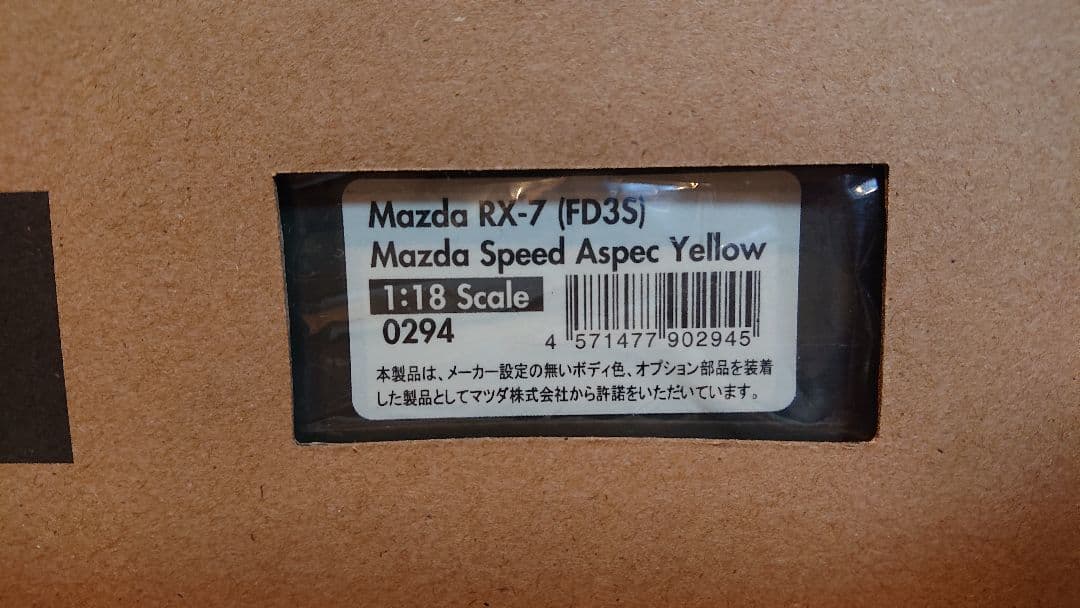 Mazda RX-7 (FD3S)
Mazda Speed Aspec Yellow
1:18 Scale
0294
4 571477 902945
本製品は、メーカー設定の無いボディ色、オプション部品を装着
した製品としてマツダ株式会社から許諾をいただいています。